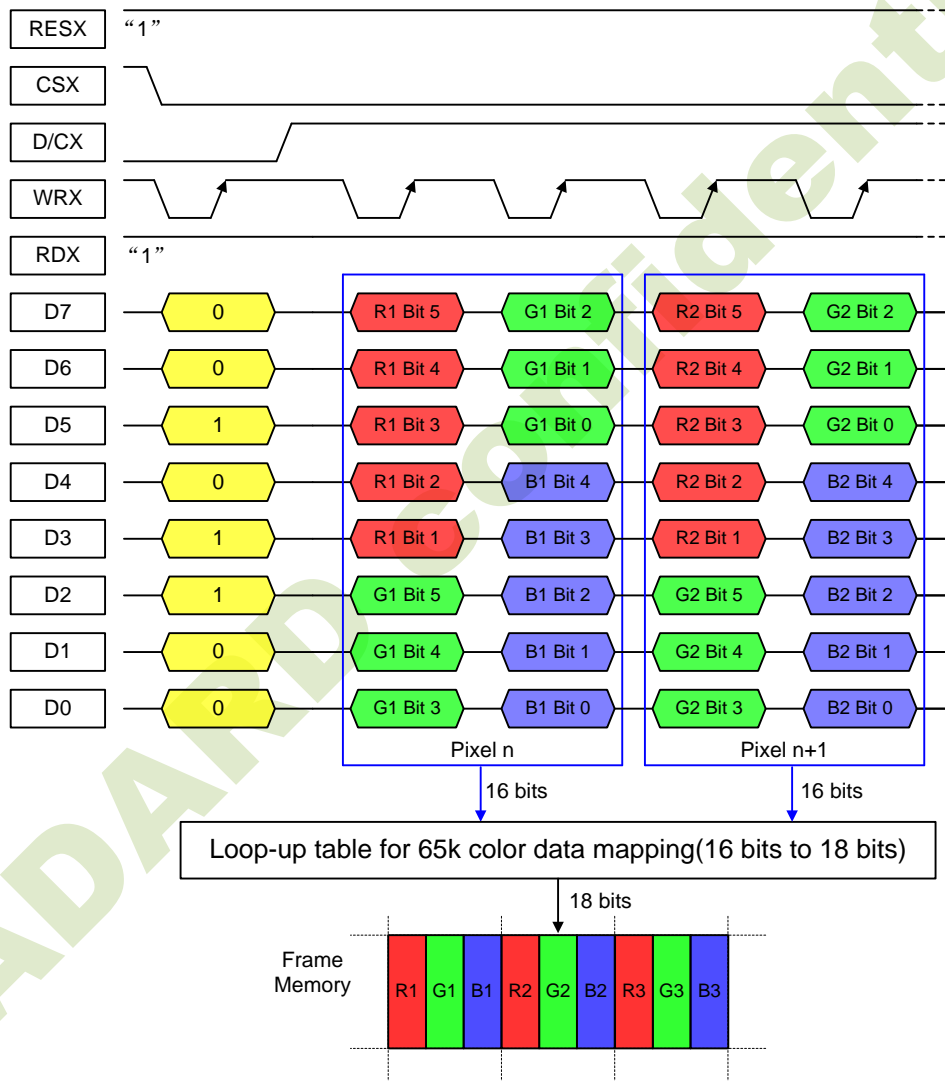 RESX “1”
CSX
D/CX
WRX
RDX “1”
D7 0 R1 Bit 5 G1 Bit 2 R2 Bit 5 G2 Bit 2
D6 0 R1 Bit 4 G1 Bit 1 R2 Bit 4 G2 Bit 1
D5 1 R1 Bit 3 G1 Bit 0 R2 Bit 3 G2 Bit 0
D4 0 R1 Bit 2 B1 Bit 4 R2 Bit 2 B2 Bit 4
D3 1 R1 Bit 1 B1 Bit 3 R2 Bit 1 B2 Bit 3
D2 1 G1 Bit 5 B1 Bit 2 G2 Bit 5 B2 Bit 2
D1 0 G1 Bit 4 B1 Bit 1 G2 Bit 4 B2 Bit 1
D0 0 G1 Bit 3 B1 Bit 0 G2 Bit 3 B2 Bit 0
Pixel n Pixel n+1
16 bits 16 bits
Loop-up table for 65k color data mapping(16 bits to 18 bits)
18 bits
Frame
Memory
R1 G1 B1 R2 G2 B2 R3 G3 B3
ADARD confidenti